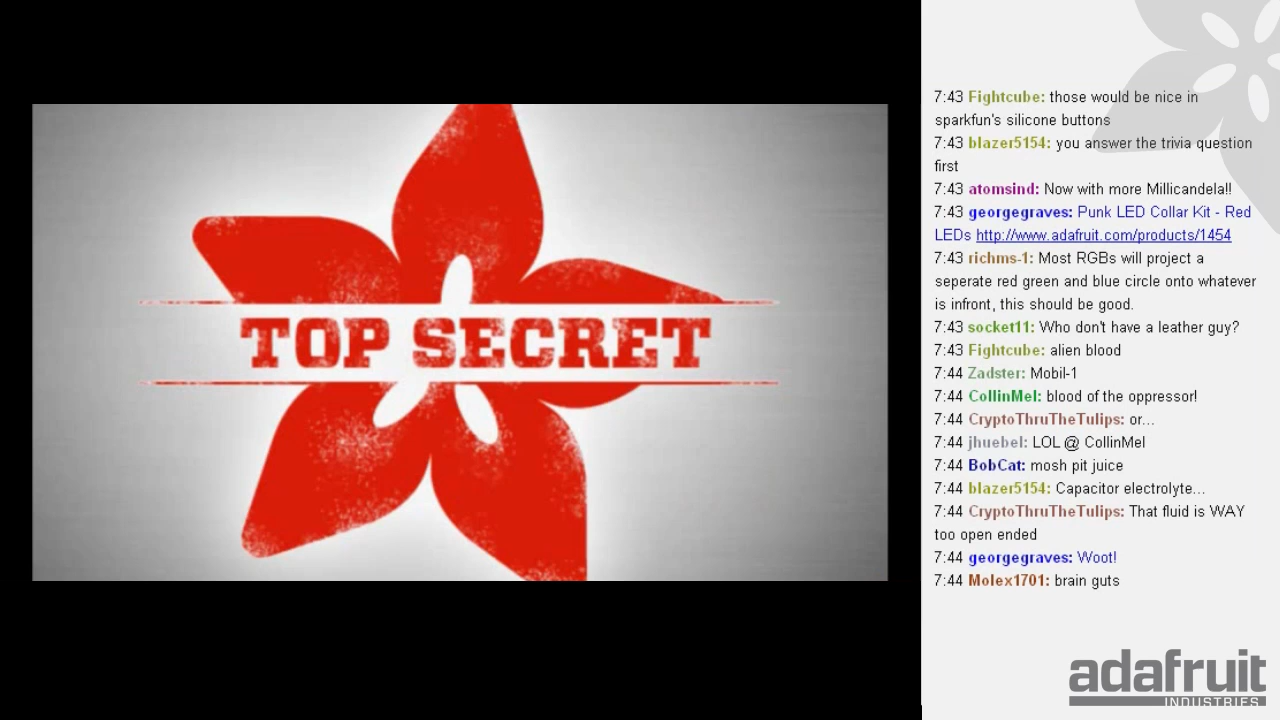 TOP SECRET
7:43 Fightcube: those would be nice in
sparkfun's silicone buttons
7:43 blazer5154: you answer the trivia question
first
7:43 atomsind: Now with more Millicandela!!
7:43 georgegraves: Punk LED Collar Kit - Red
LEDs http://www.adafruit.com/products/1454
7:43 richms-1: Most RGBs will project a
seperate red green and blue circle onto whatever
is infront, this should be good.
7:43 socket11: Who don't have a leather guy?
7:43 Fightcube: alien blood
7:44 Zadster: Mobil-1
7:44 CollinMel: blood of the oppressor!
7:44 CryptoThruTheTulips: or...
7:44 jhuebel: LOL @ CollinMel
7:44 BobCat: mosh pit juice
7:44 blazer5154: Capacitor electrolyte...
7:44 CryptoThruTheTulips: That fluid is WAY
too open ended
7:44 georgegraves: Woot!
7:44 Molex1701: brain guts
adafruit
INDUSTRIES